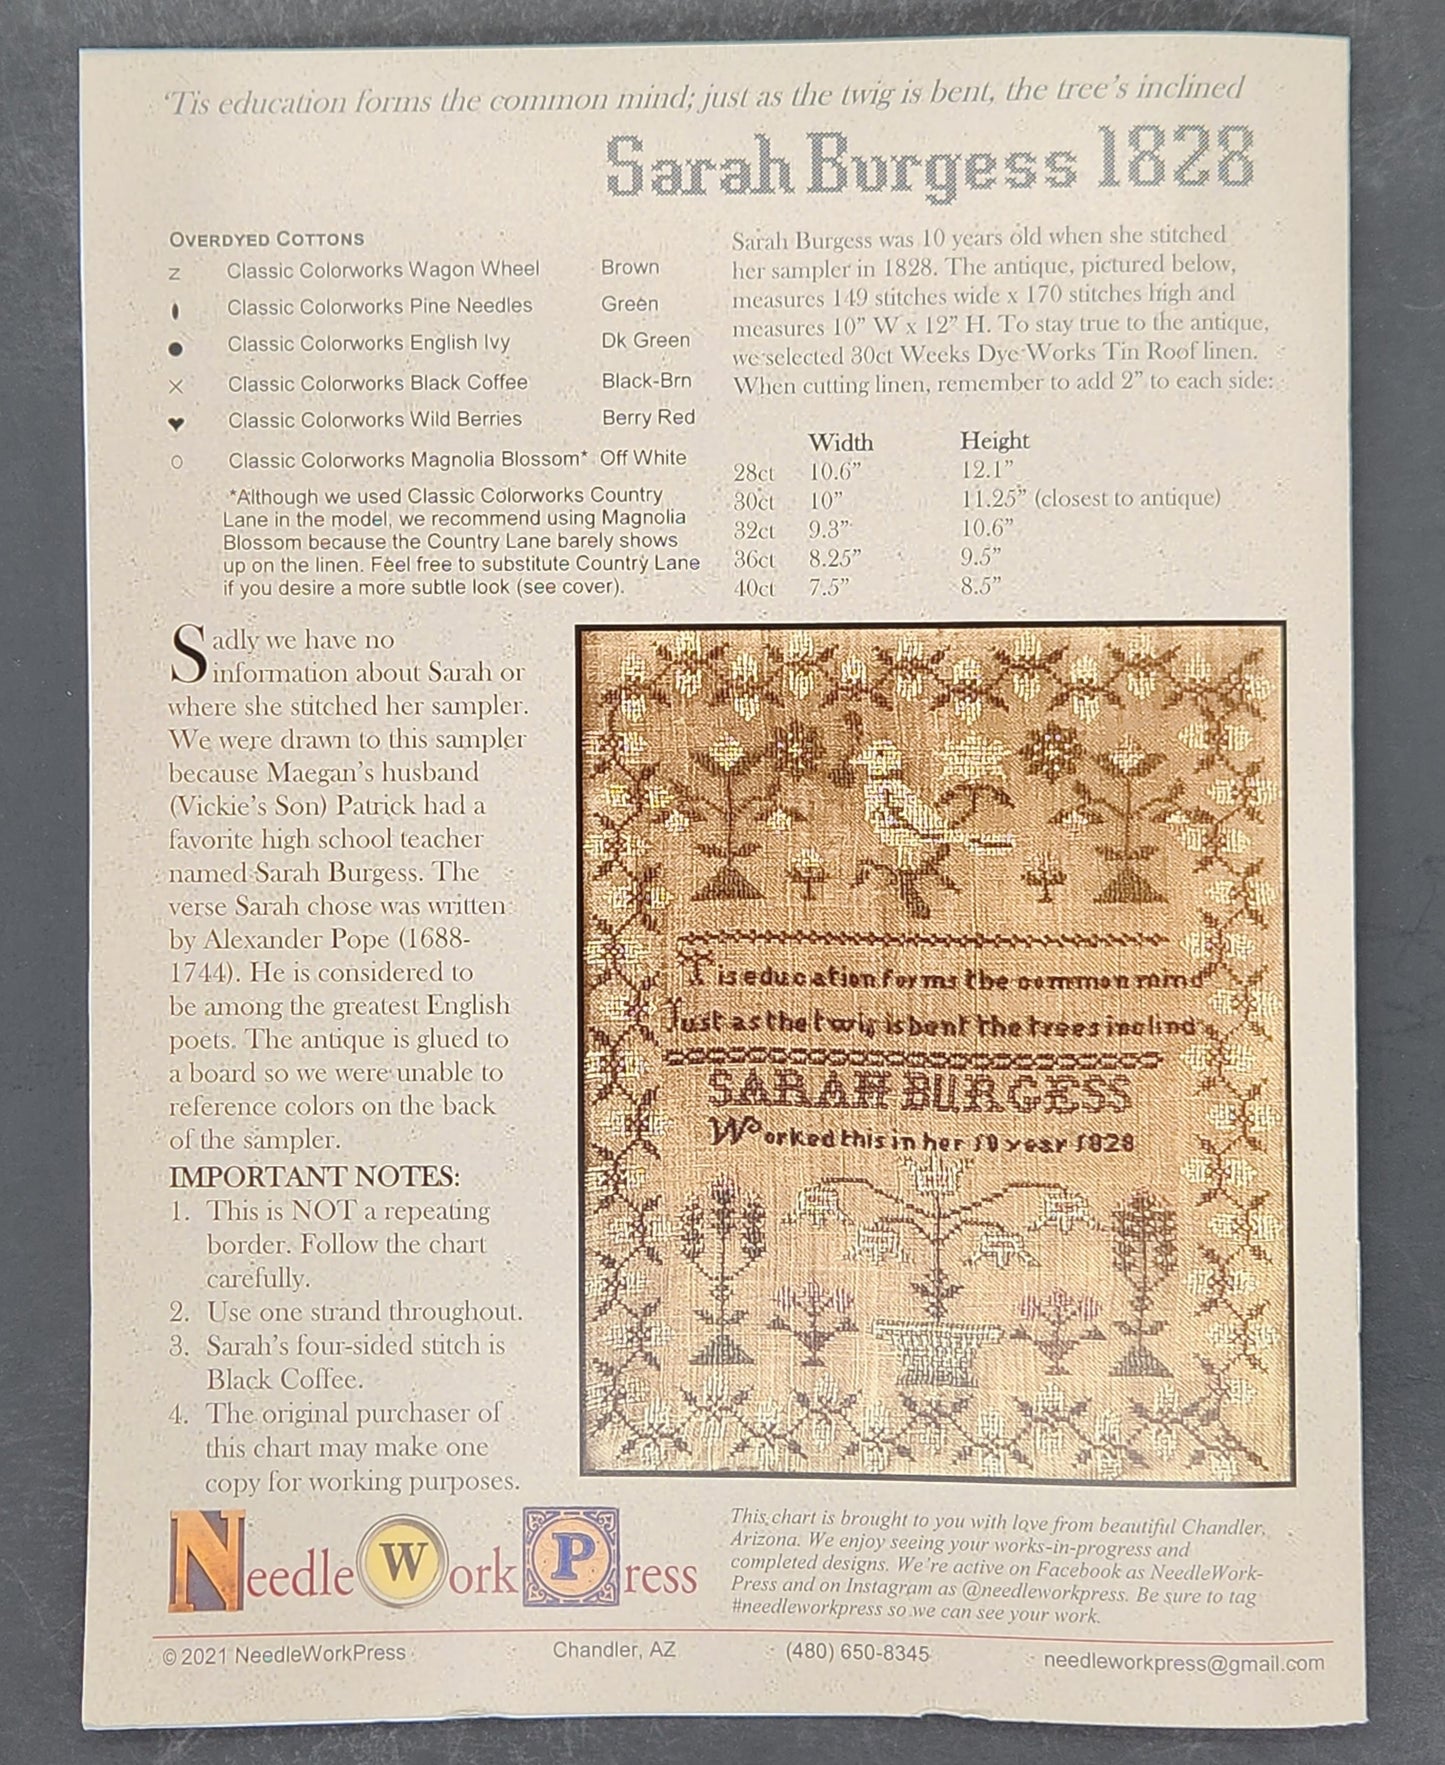 ‘Tis education forms the common mind; just as the twig is bent, the tree’s inclined
Sarah Burgess 1828
OVERDYED COTTONS
Z Classic Colorworks Wagon Wheel Brown
Classic Colorworks Pine Needles Green
● Classic Colorworks English Ivy Dk Green
× Classic Colorworks Black Coffee Black-Brn
♥ Classic Colorworks Wild Berries Berry Red
O Classic Colorworks Magnolia Blossom* Off White
*Although we used Classic Colorworks Country
Lane in the model, we recommend using Magnolia
Blossom because the Country Lane barely shows
up on the linen. Feel free to substitute Country Lane
if you desire a more subtle look (see cover).
Sarah Burgess was 10 years old when she stitched
her sampler in 1828. The antique, pictured below,
measures 149 stitches wide x 170 stitches high and
measures 10” W x 12” H. To stay true to the antique,
we selected 30ct Weeks Dye Works Tin Roof linen.
When cutting linen, remember to add 2” to each side:
Width Height
28ct 10.6” 12.1”
30ct 10” 11.25” (closest to antique)
32ct 9.3” 10.6”
36ct 8.25” 9.5”
40ct 7.5” 8.5”
Sadly we have no
information about Sarah or
where she stitched her sampler.
We were drawn to this sampler
because Maegan’s husband
(Vickie’s Son) Patrick had a
favorite high school teacher
named Sarah Burgess. The
verse Sarah chose was written
by Alexander Pope (1688-
1744). He is considered to
be among the greatest English
poets. The antique is glued to
a board so we were unable to
reference colors on the back
of the sampler.
IMPORTANT NOTES:
1. This is NOT a repeating
border. Follow the chart
carefully.
2. Use one strand throughout.
3. Sarah’s four-sided stitch is
Black Coffee.
4. The original purchaser of
this chart may make one
copy for working purposes.
Tis education forms the common mind
Just as the twig is bent the trees inclind
SARAH BURGESS
Worked this in her 10 year 1828
NeedleWorkPress
This chart is brought to you with love from beautiful Chandler,
Arizona. We enjoy seeing your works-in-progress and
completed designs. We’re active on Facebook as NeedleWork-
Press and on Instagram as @needleworkpress. Be sure to tag
#needleworkpress so we can see your work.
©2021 NeedleWorkPress Chandler, AZ (480) 650-8345 needleworkpress@gmail.com